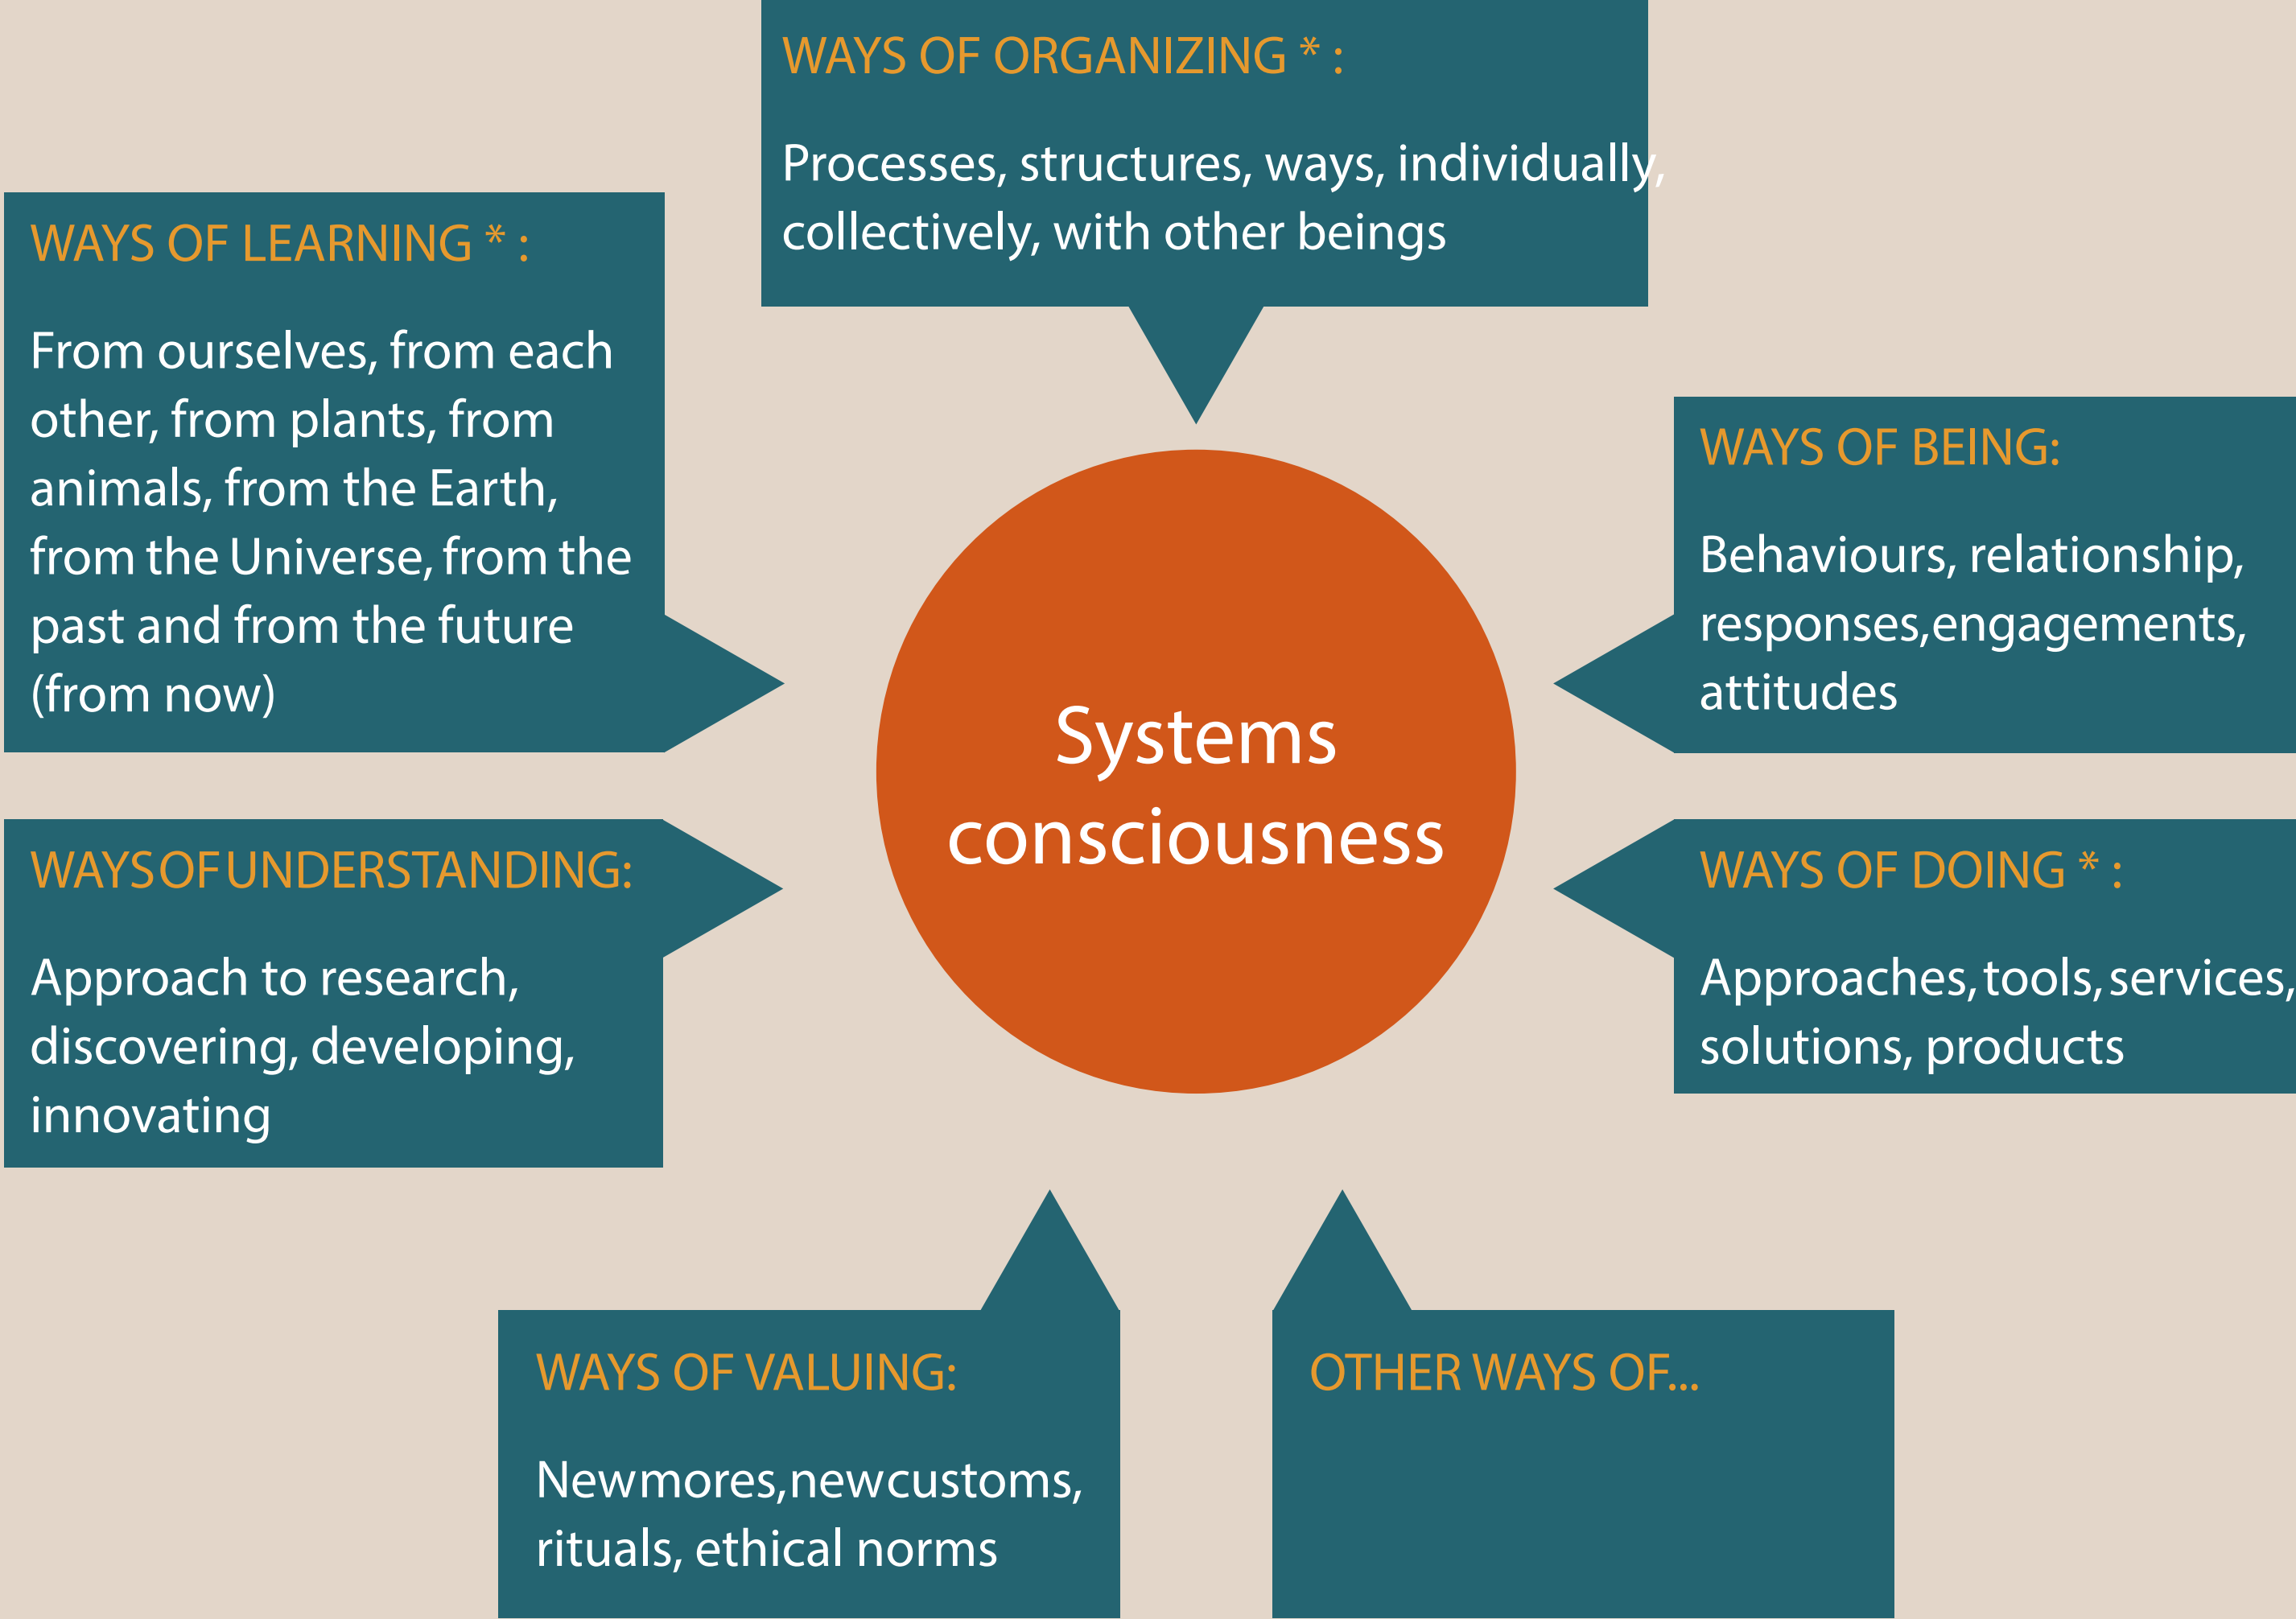 WAYS OF ORGANIZING * :
Processes, structures, ways, individually,
collectively, with other beings
WAYS OF LEARNING * :
From ourselves, from each
other, from plants, from
animals, from the Earth,
from the Universe, from the
past and from the future
(from now)
WAYS OF BEING:
Behaviours, relationship,
responses, engagements,
attitudes
Systems
consciousness
WAYS OF UNDERSTANDING:
Approach to research,
discovering, developing,
innovating
WAYS OF DOING * :
Approaches, tools, services,
solutions, products
WAYS OF VALUING:
New mores, new customs,
rituals, ethical norms
OTHER WAYS OF...